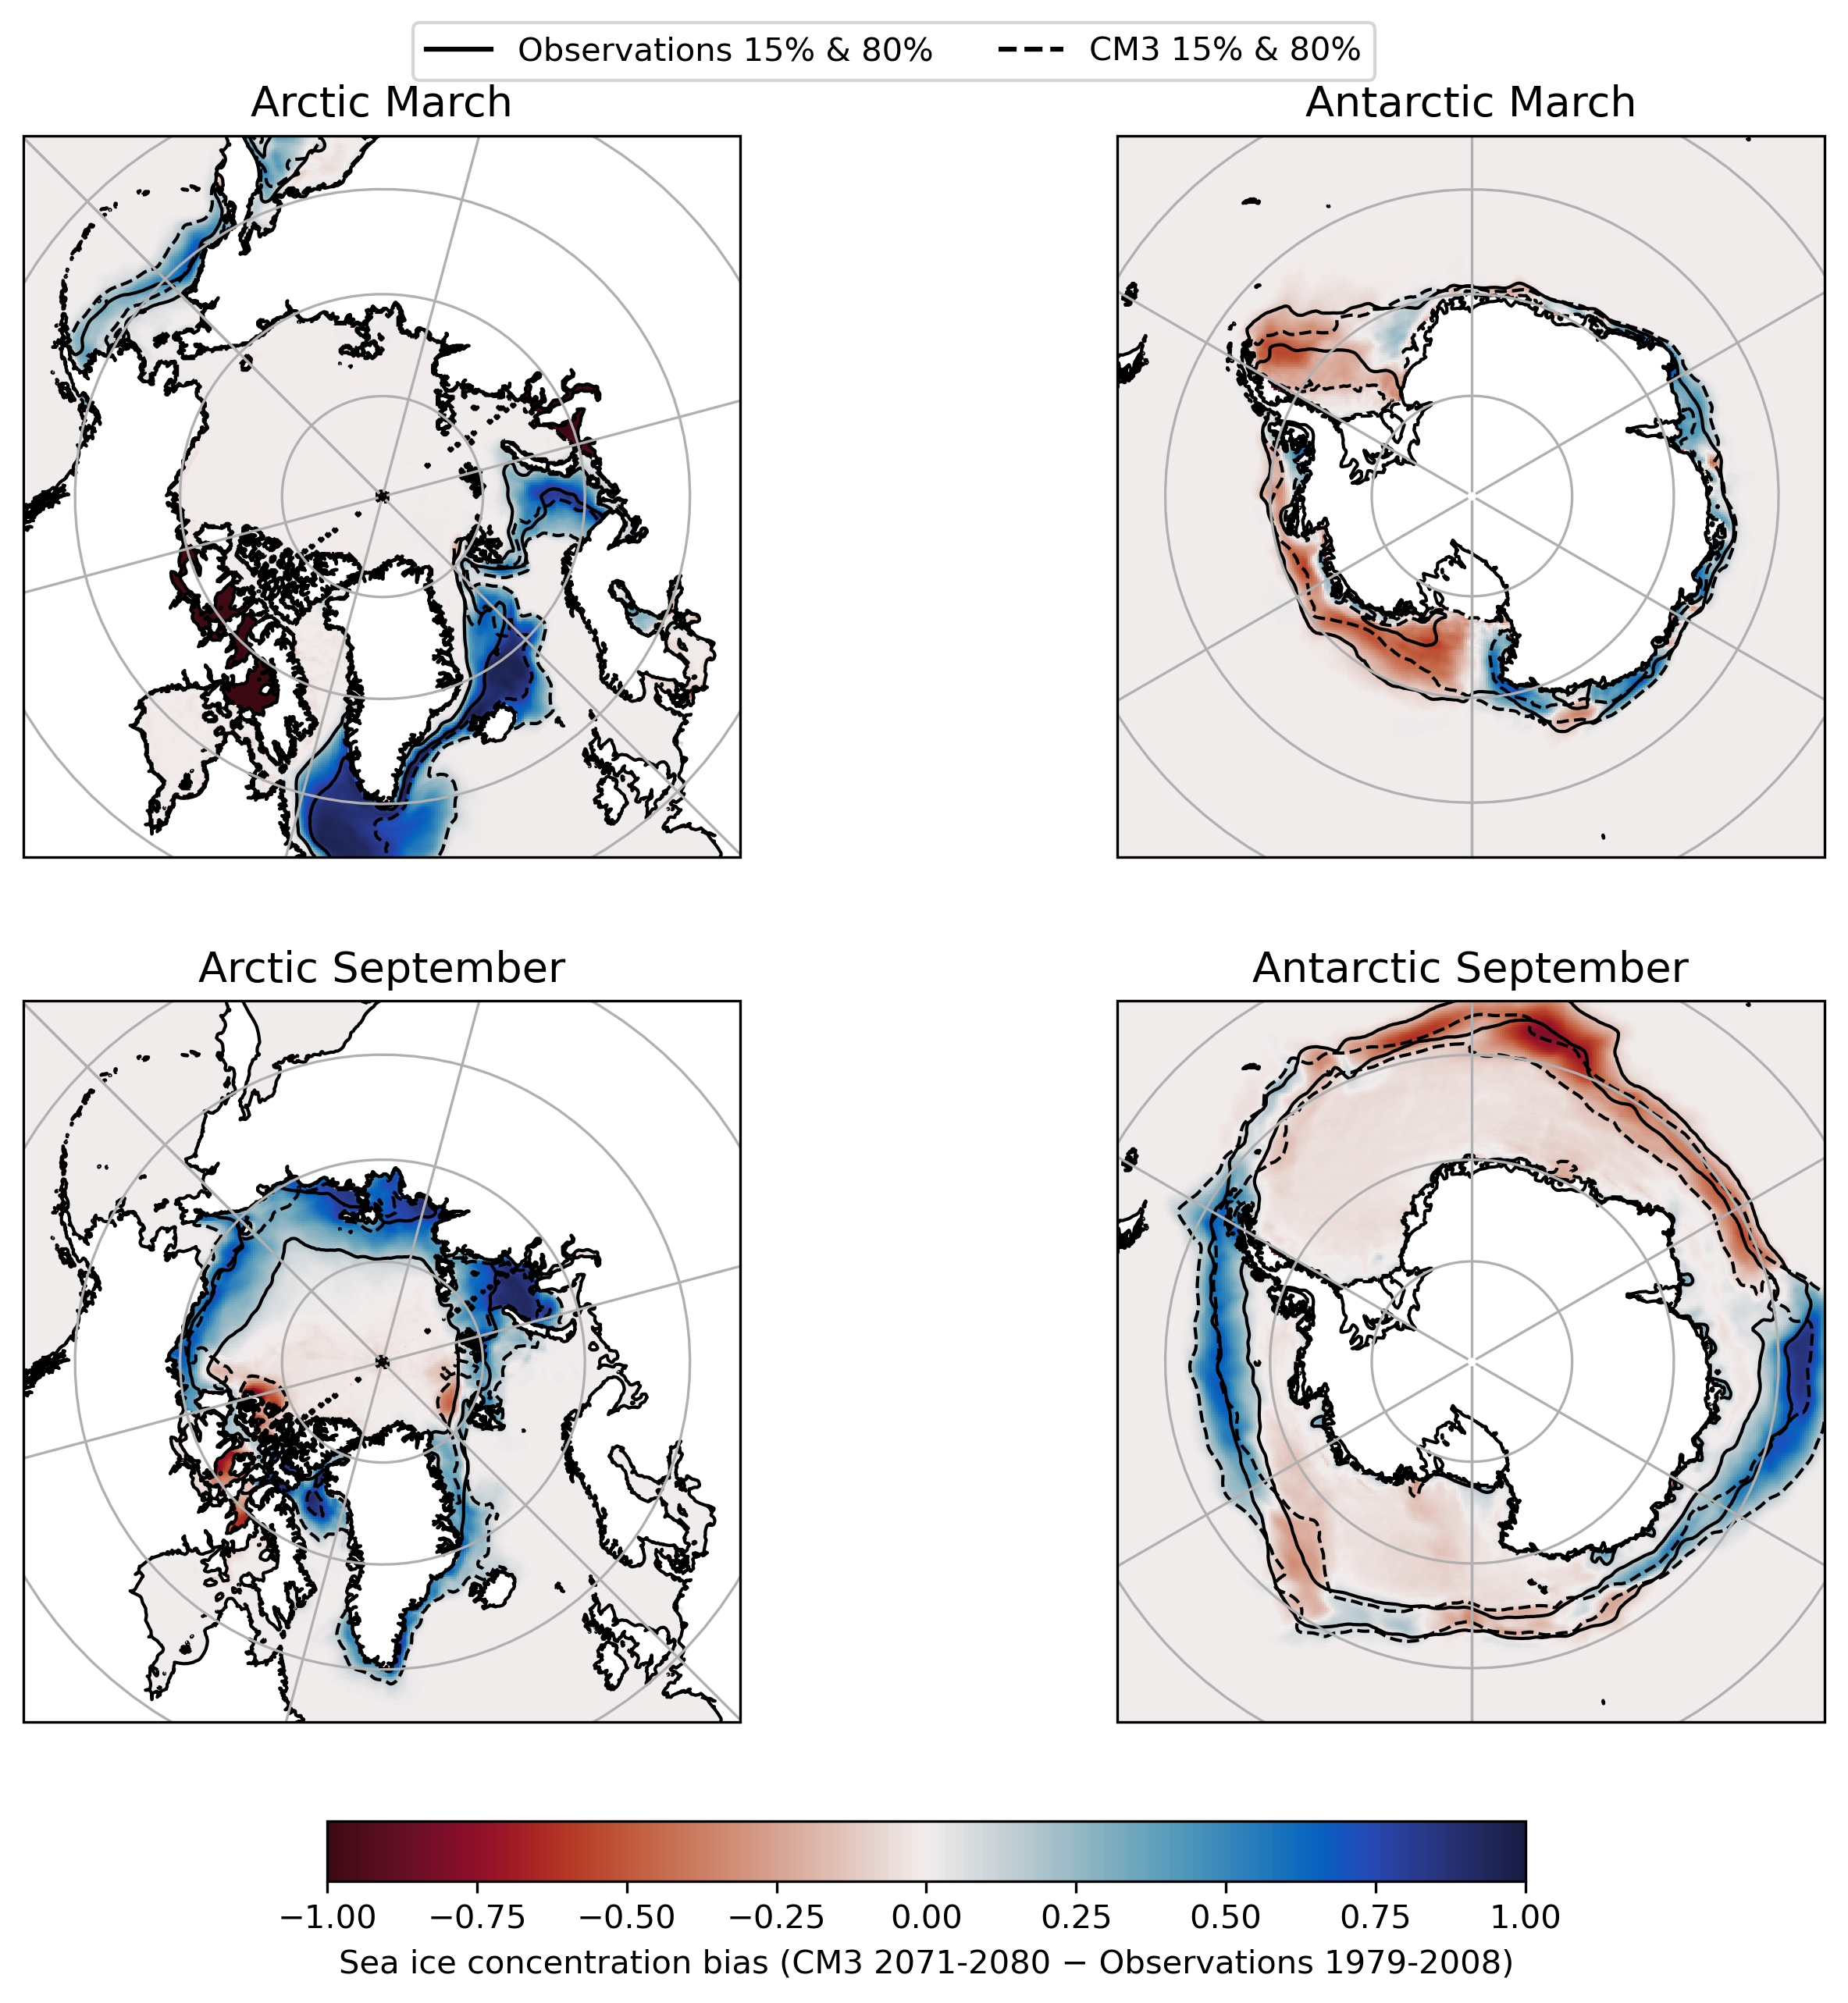 Observations 15% & 80% CM3 15% & 80%
Arctic March
Antarctic March
Arctic September
Antarctic September
−1.00 −0.75 −0.50 −0.25 0.00 0.25 0.50 0.75 1.00
Sea ice concentration bias (CM3 2071-2080 − Observations 1979-2008)